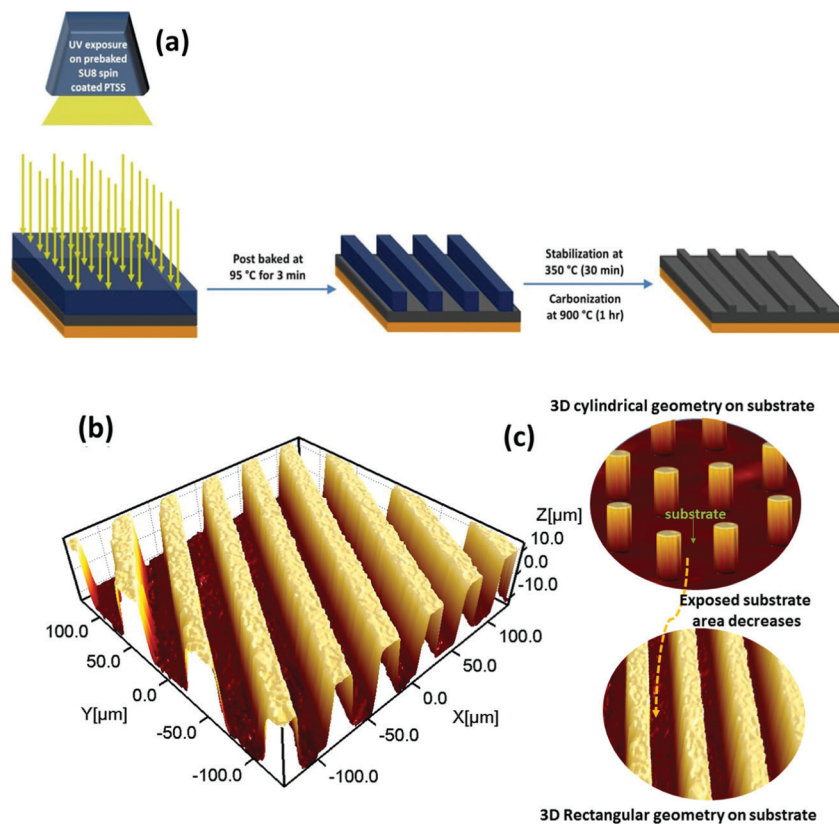 (a)
UV exposure
on prebaked
SU8 spin
coated PTSS
Post baked at
95 °C for 3 min
Stabilization at
350 °C (30 min)
Carbonization
at 900 °C (1 hr)
(b)
Z[µm]
10.0
0.0
-10.0
100.0
50.0
0.0
-50.0
-100.0
Y[µm]
100.0
50.0
0.0
X[µm]
-50.0
-100.0
(c)
3D cylindrical geometry on substrate
substrate
Exposed substrate
area decreases
3D Rectangular geometry on substrate